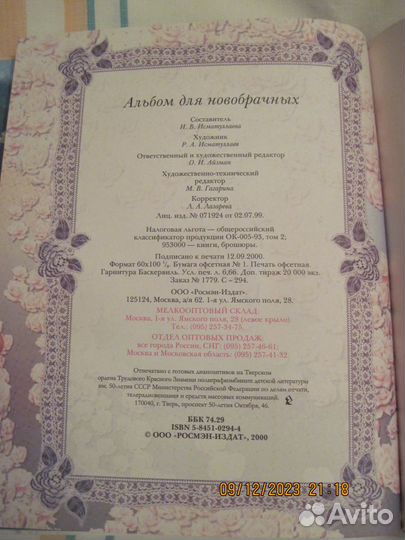 Альбом для новобрачных
Составитель
И. В. Исматуллаева
Художник
Р. А. Исматуллаев
Ответственный и художественный редактор
О. Н. Айзман
Художественно-технический
редактор
М. В. Гагарина
Корректор
Л. А. Лазарева
Лиц. изд. № 071924 от 02.07.99.
Налоговая льгота — общероссийский
классификатор продукции ОК-005-93, том 2;
953000 — книги, брошюры.
Подписано к печати 12.09.2000.
Формат 60x100 1/8. Бумага офсетная № 1. Печать офсетная.
Гарнитура Баскервиль. Усл. печ. л. 6,66. Доп. тираж 20 000 экз.
Заказ № 1779. С – 294.
ООО «Росмэн-Издат».
125124, Москва, а/я 62. 1-я ул. Ямского поля, 28.
МЕЛКООПТОВЫЙ СКЛАД:
Москва, 1-я ул. Ямского поля, 28 (левое крыло)
Тел.: (095) 257-34-75.
ОТДЕЛ ОПТОВЫХ ПРОДАЖ:
все города России, СНГ: (095) 257-46-61;
Москва и Московская область: (095) 257-41-32.
Отпечатано с готовых диапозитивов на Тверском
ордена Трудового Красного Знамени полиграфкомбинате детской литературы
им. 50-летия СССР Министерства Российской Федерации по делам печати,
телерадиовещания и средств массовых коммуникаций.
170040, г. Тверь, проспект 50-летия Октября, 46.
ББК 74.29
ISBN 5-8451-0294-4
© ООО «РОСМЭН-ИЗДАТ», 2000
09/12/2023 21:18
Avito